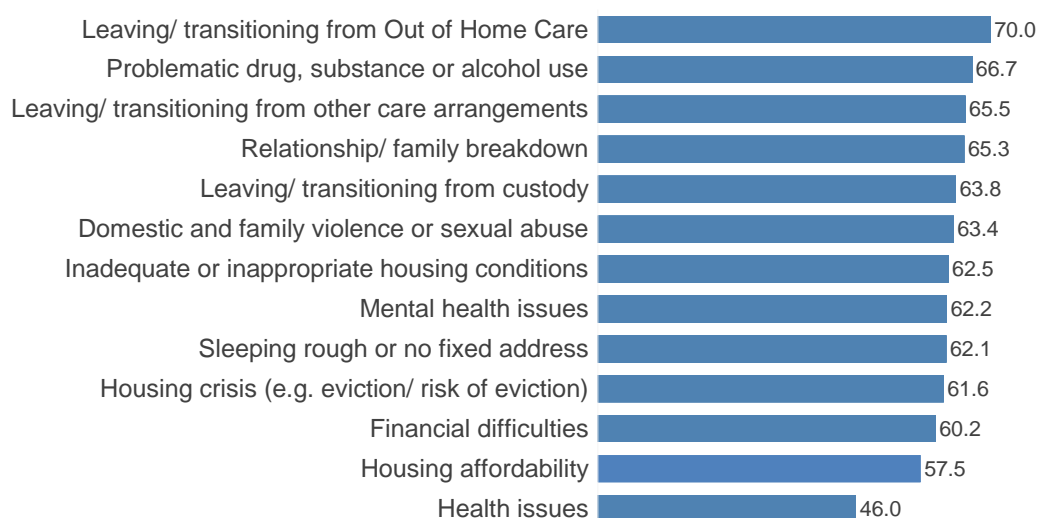 Leaving/ transitioning from Out of Home Care 70.0
Problematic drug, substance or alcohol use 66.7
Leaving/ transitioning from other care arrangements 65.5
Relationship/ family breakdown 65.3
Leaving/ transitioning from custody 63.8
Domestic and family violence or sexual abuse 63.4
Inadequate or inappropriate housing conditions 62.5
Mental health issues 62.2
Sleeping rough or no fixed address 62.1
Housing crisis (e.g. eviction/ risk of eviction) 61.6
Financial difficulties 60.2
Housing affordability 57.5
Health issues 46.0